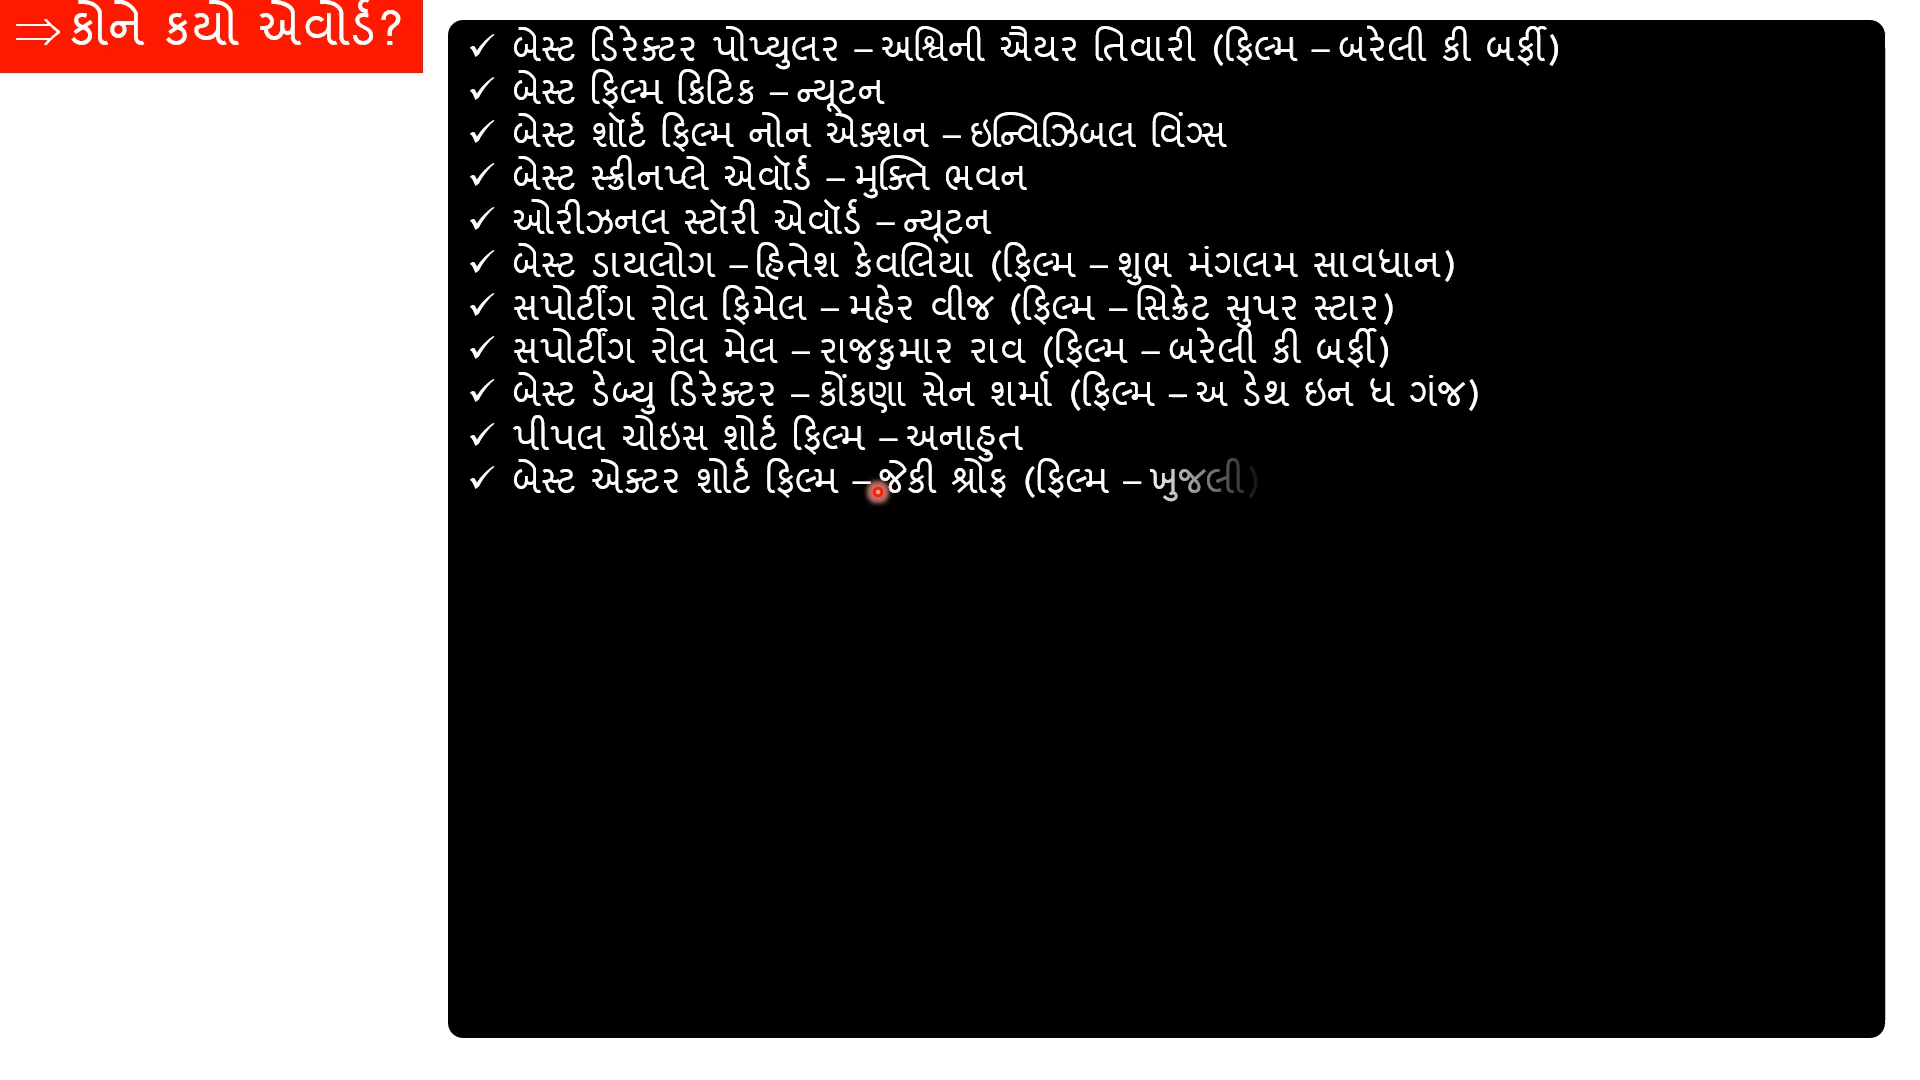 ⇒કોને કયો એવોર્ડ?
✓ બેસ્ટ ડિરેક્ટર પોપ્યુલર – અશ્વિની ઐયર તિવારી (ફિલ્મ – બરેલી કી બર્ફી)
✓ બેસ્ટ ફિલ્મ કિટિક – ન્યૂટન
✓ બેસ્ટ શૉર્ટ ફિલ્મ નોન એક્શન – ઇન્વિઝિબલ વિંગ્સ
✓ બેસ્ટ સ્ક્રીનપ્લે એવૉર્ડ – મુક્તિ ભવન
✓ ઓરીઝનલ સ્ટૉરી એવૉર્ડ – ન્યૂટન
✓ બેસ્ટ ડાયલોગ – હિતેશ કેવલિયા (ફિલ્મ – શુભ મંગલમ સાવધાન)
✓ સપોર્ટીંગ રોલ ફિમેલ – મહેર વીજ (ફિલ્મ – સિક્રેટ સુપર સ્ટાર)
✓ સપોર્ટીંગ રોલ મેલ – રાજકુમાર રાવ (ફિલ્મ – બરેલી કી બર્ફી)
✓ બેસ્ટ ડેબ્યુ ડિરેક્ટર – કોંકણા સેન શર્મા (ફિલ્મ – અ ડેથ ઇન ધ ગંજ)
✓ પીપલ ચોઇસ શોર્ટ ફિલ્મ – અનાહુત
✓ બેસ્ટ એક્ટર શોર્ટ ફિલ્મ – જેકી શ્રોફ (ફિલ્મ – ખુજલી)